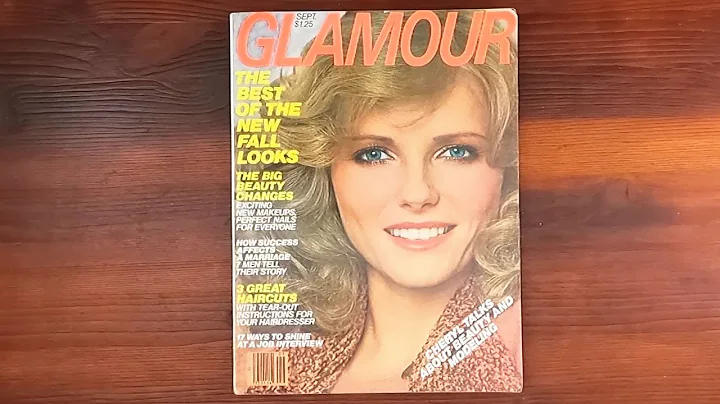 SEPT.
$1.25
GLAMOUR
THE
BEST
OF THE
NEW
FALL
LOOKS
THE BIG
BEAUTY
CHANGES
EXCITING
NEW MAKEUPS,
PERFECT NAILS
FOR EVERYONE
HOW SUCCESS
AFFECTS
A MARRIAGE
7 MEN TELL
THEIR STORY
3 GREAT
HAIRCUTS
WITH TEAR-OUT
INSTRUCTIONS FOR
YOUR HAIRDRESSER
17 WAYS TO SHINE
AT A JOB INTERVIEW
CHERYL TALKS
ABOUT BEAUTY AND
MODELING